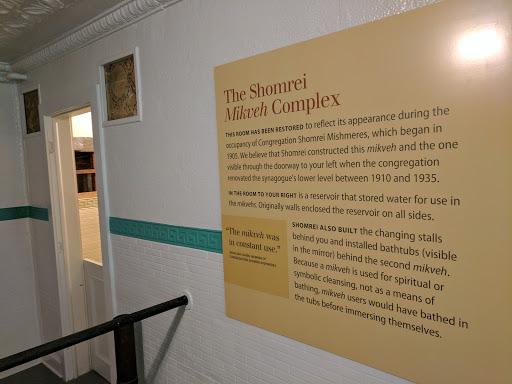 The Shomrei
Mikveh Complex
THIS ROOM HAS BEEN RESTORED to reflect its appearance during the
occupancy of Congregation Shomrei Mishmeres, which began in
1905. We believe that Shomrei constructed this mikveh and the one
visible through the doorway to your left when the congregation
renovated the synagogue's lower level between 1910 and 1935.
IN THE ROOM TO YOUR RIGHT is a reservoir that stored water for use in
the mikvehs. Originally walls enclosed the reservoir on all sides.
"The mikveh was
in constant use."
SHOMREI ALSO BUILT the changing stalls
behind you and installed bathtubs (visible
in the mirror) behind the second mikveh.
Because a mikveh is used for spiritual or
symbolic cleansing, not as a means of
bathing, mikveh users would have bathed in
the tubs before immersing themselves.